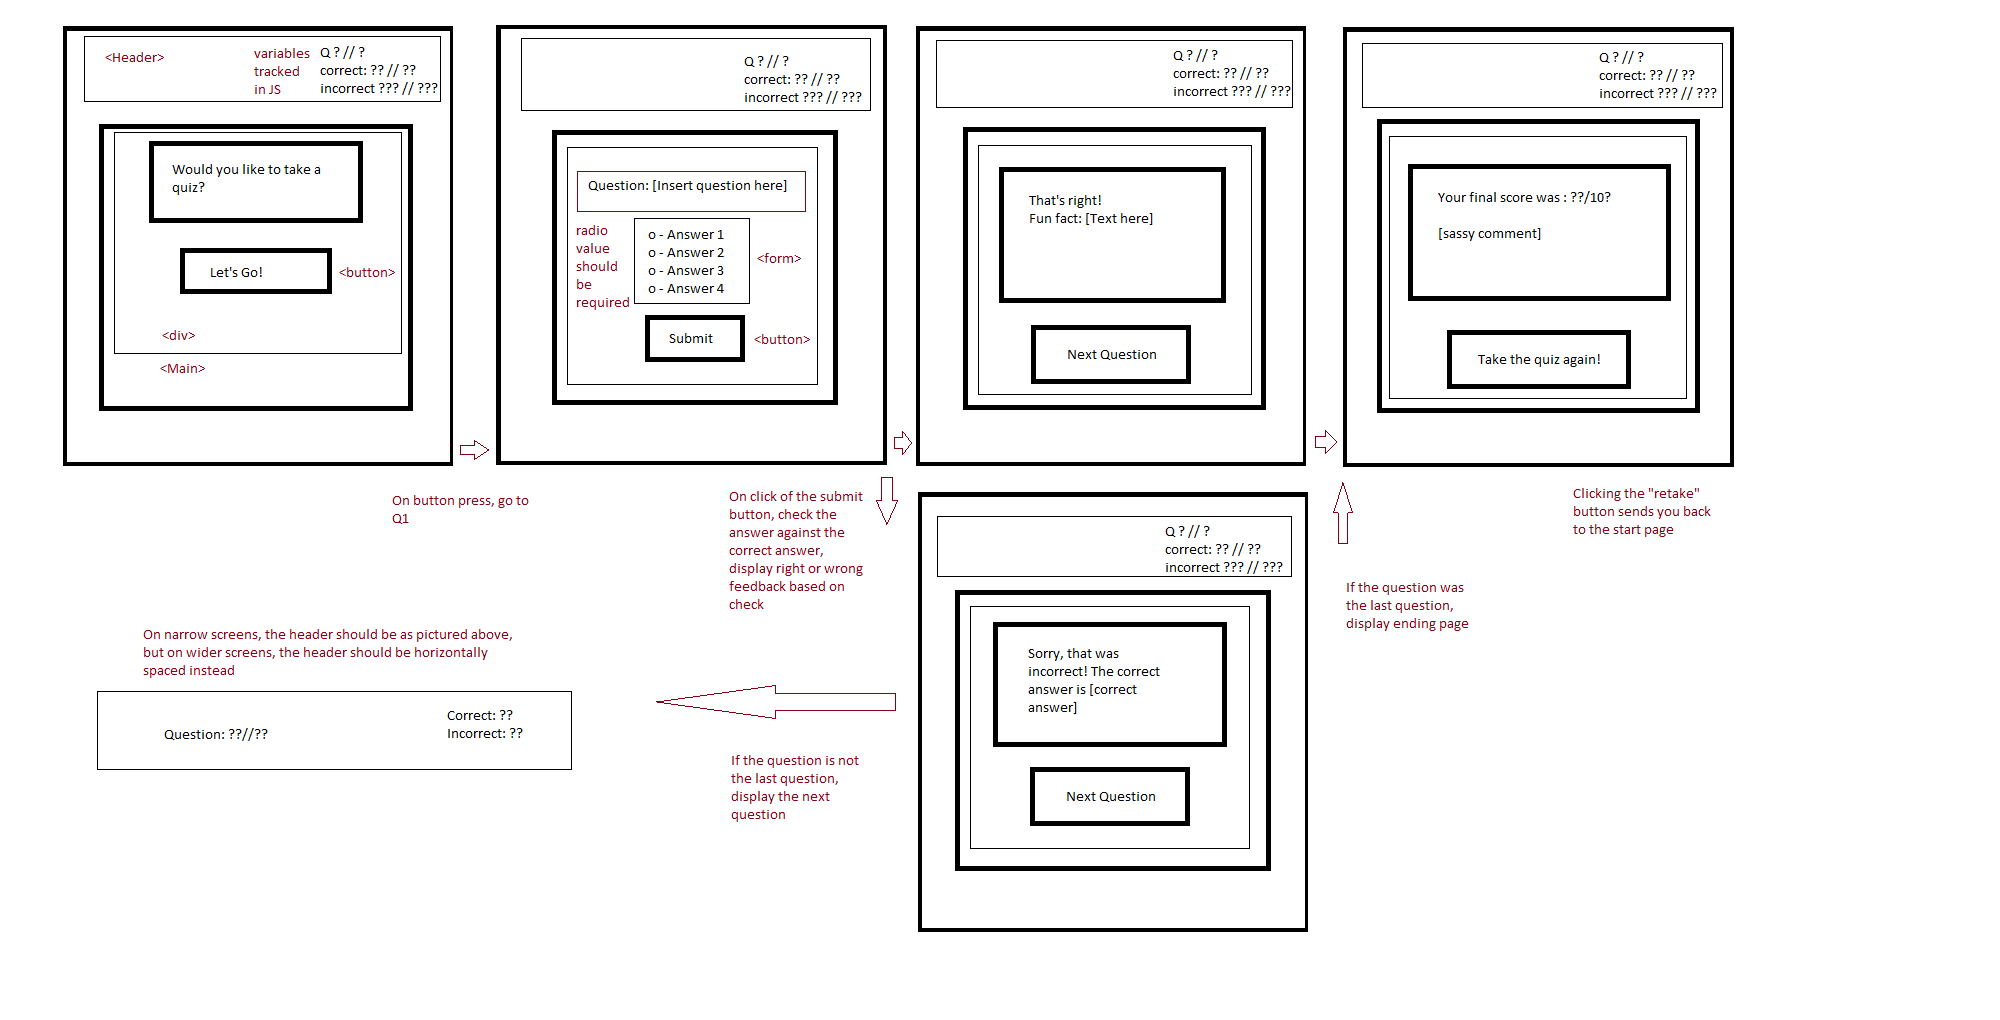 <Header>
variables
tracked
in JS
Q ? // ?
correct: ?? // ??
incorrect ??? // ???
Would you like to take a
quiz?
Let's Go!
<button>
<div>
<Main>
On button press, go to
Q1
Q ? // ?
correct: ?? // ??
incorrect ??? // ???
Question: [Insert question here]
radio
value
should
be
required
o - Answer 1
o - Answer 2
o - Answer 3
o - Answer 4
<form>
Submit
<button>
On click of the submit
button, check the
answer against the
correct answer,
display right or wrong
feedback based on
check
Q ? // ?
correct: ?? // ??
incorrect ??? // ???
That's right!
Fun fact: [Text here]
Next Question
Q ? // ?
correct: ?? // ??
incorrect ??? // ???
Your final score was : ??/10?
[sassy comment]
Take the quiz again!
Clicking the "retake"
button sends you back
to the start page
Q ? // ?
correct: ?? // ??
incorrect ??? // ???
Sorry, that was
incorrect! The correct
answer is [correct
answer]
Next Question
If the question was
the last question,
display ending page
If the question is not
the last question,
display the next
question
On narrow screens, the header should be as pictured above,
but on wider screens, the header should be horizontally
spaced instead
Question: ??//??
Correct: ??
Incorrect: ??